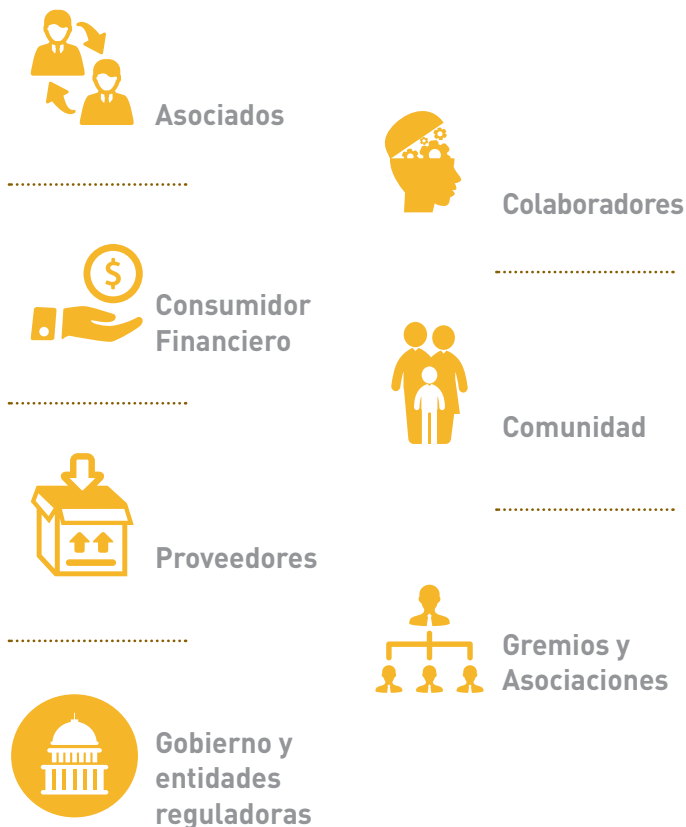 Asociados
Consumidor
Financiero
Proveedores
Gobierno y
entidades
reguladoras
Colaboradores
Comunidad
Gremios y
Asociaciones